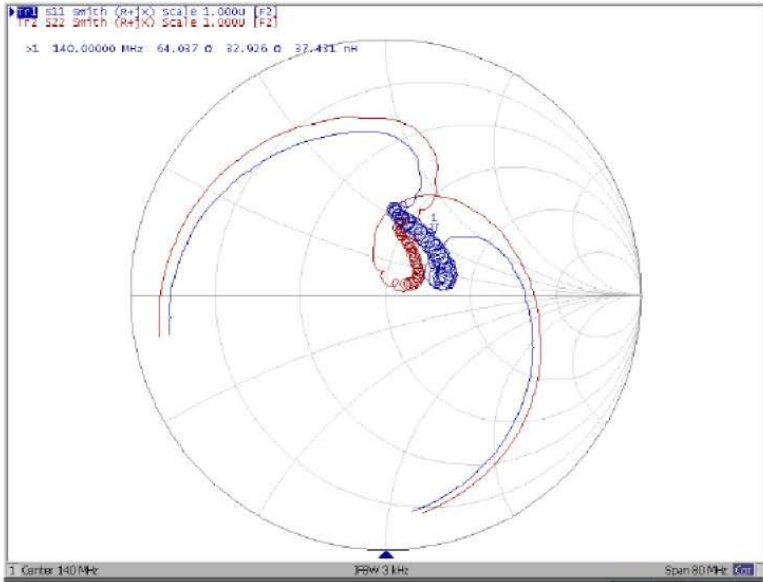 Tr1 S11 Smith (R+jX) Scale 1.000U [F2]
Tr2 S22 Smith (R+jX) Scale 1.000U [F2]
>1 140.00000 MHz 64.037 Ω 32.926 Ω 37.431 nH
1
1 Center 140 MHz IFBW 3 kHz Span 80 MHz Cor